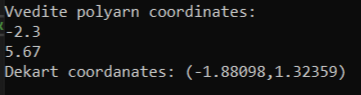 Vvedite polyarn coordinates:
-2.3
5.67
Dekart coordanates: (-1.88098,1.32359)